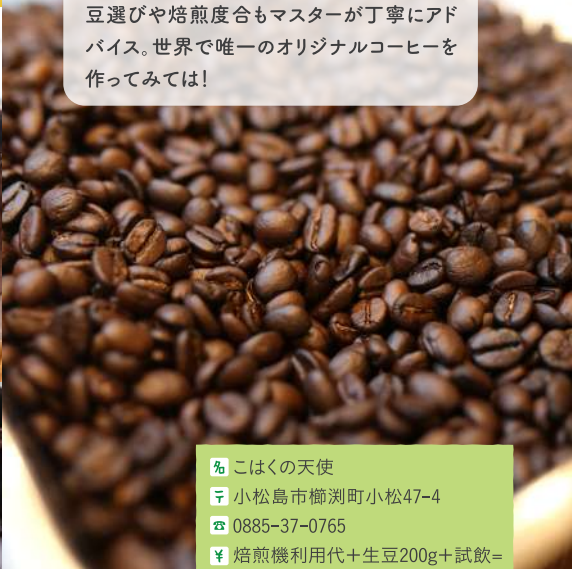 豆選びや焙煎度合もマスターが丁寧にアド
バイス。世界で唯一のオリジナルコーヒーを
作ってみては!
名 こはくの天使
〒 小松島市櫛渕町小松47-4
☎ 0885-37-0765
¥ 焙煎機利用代+生豆200g+試飲=